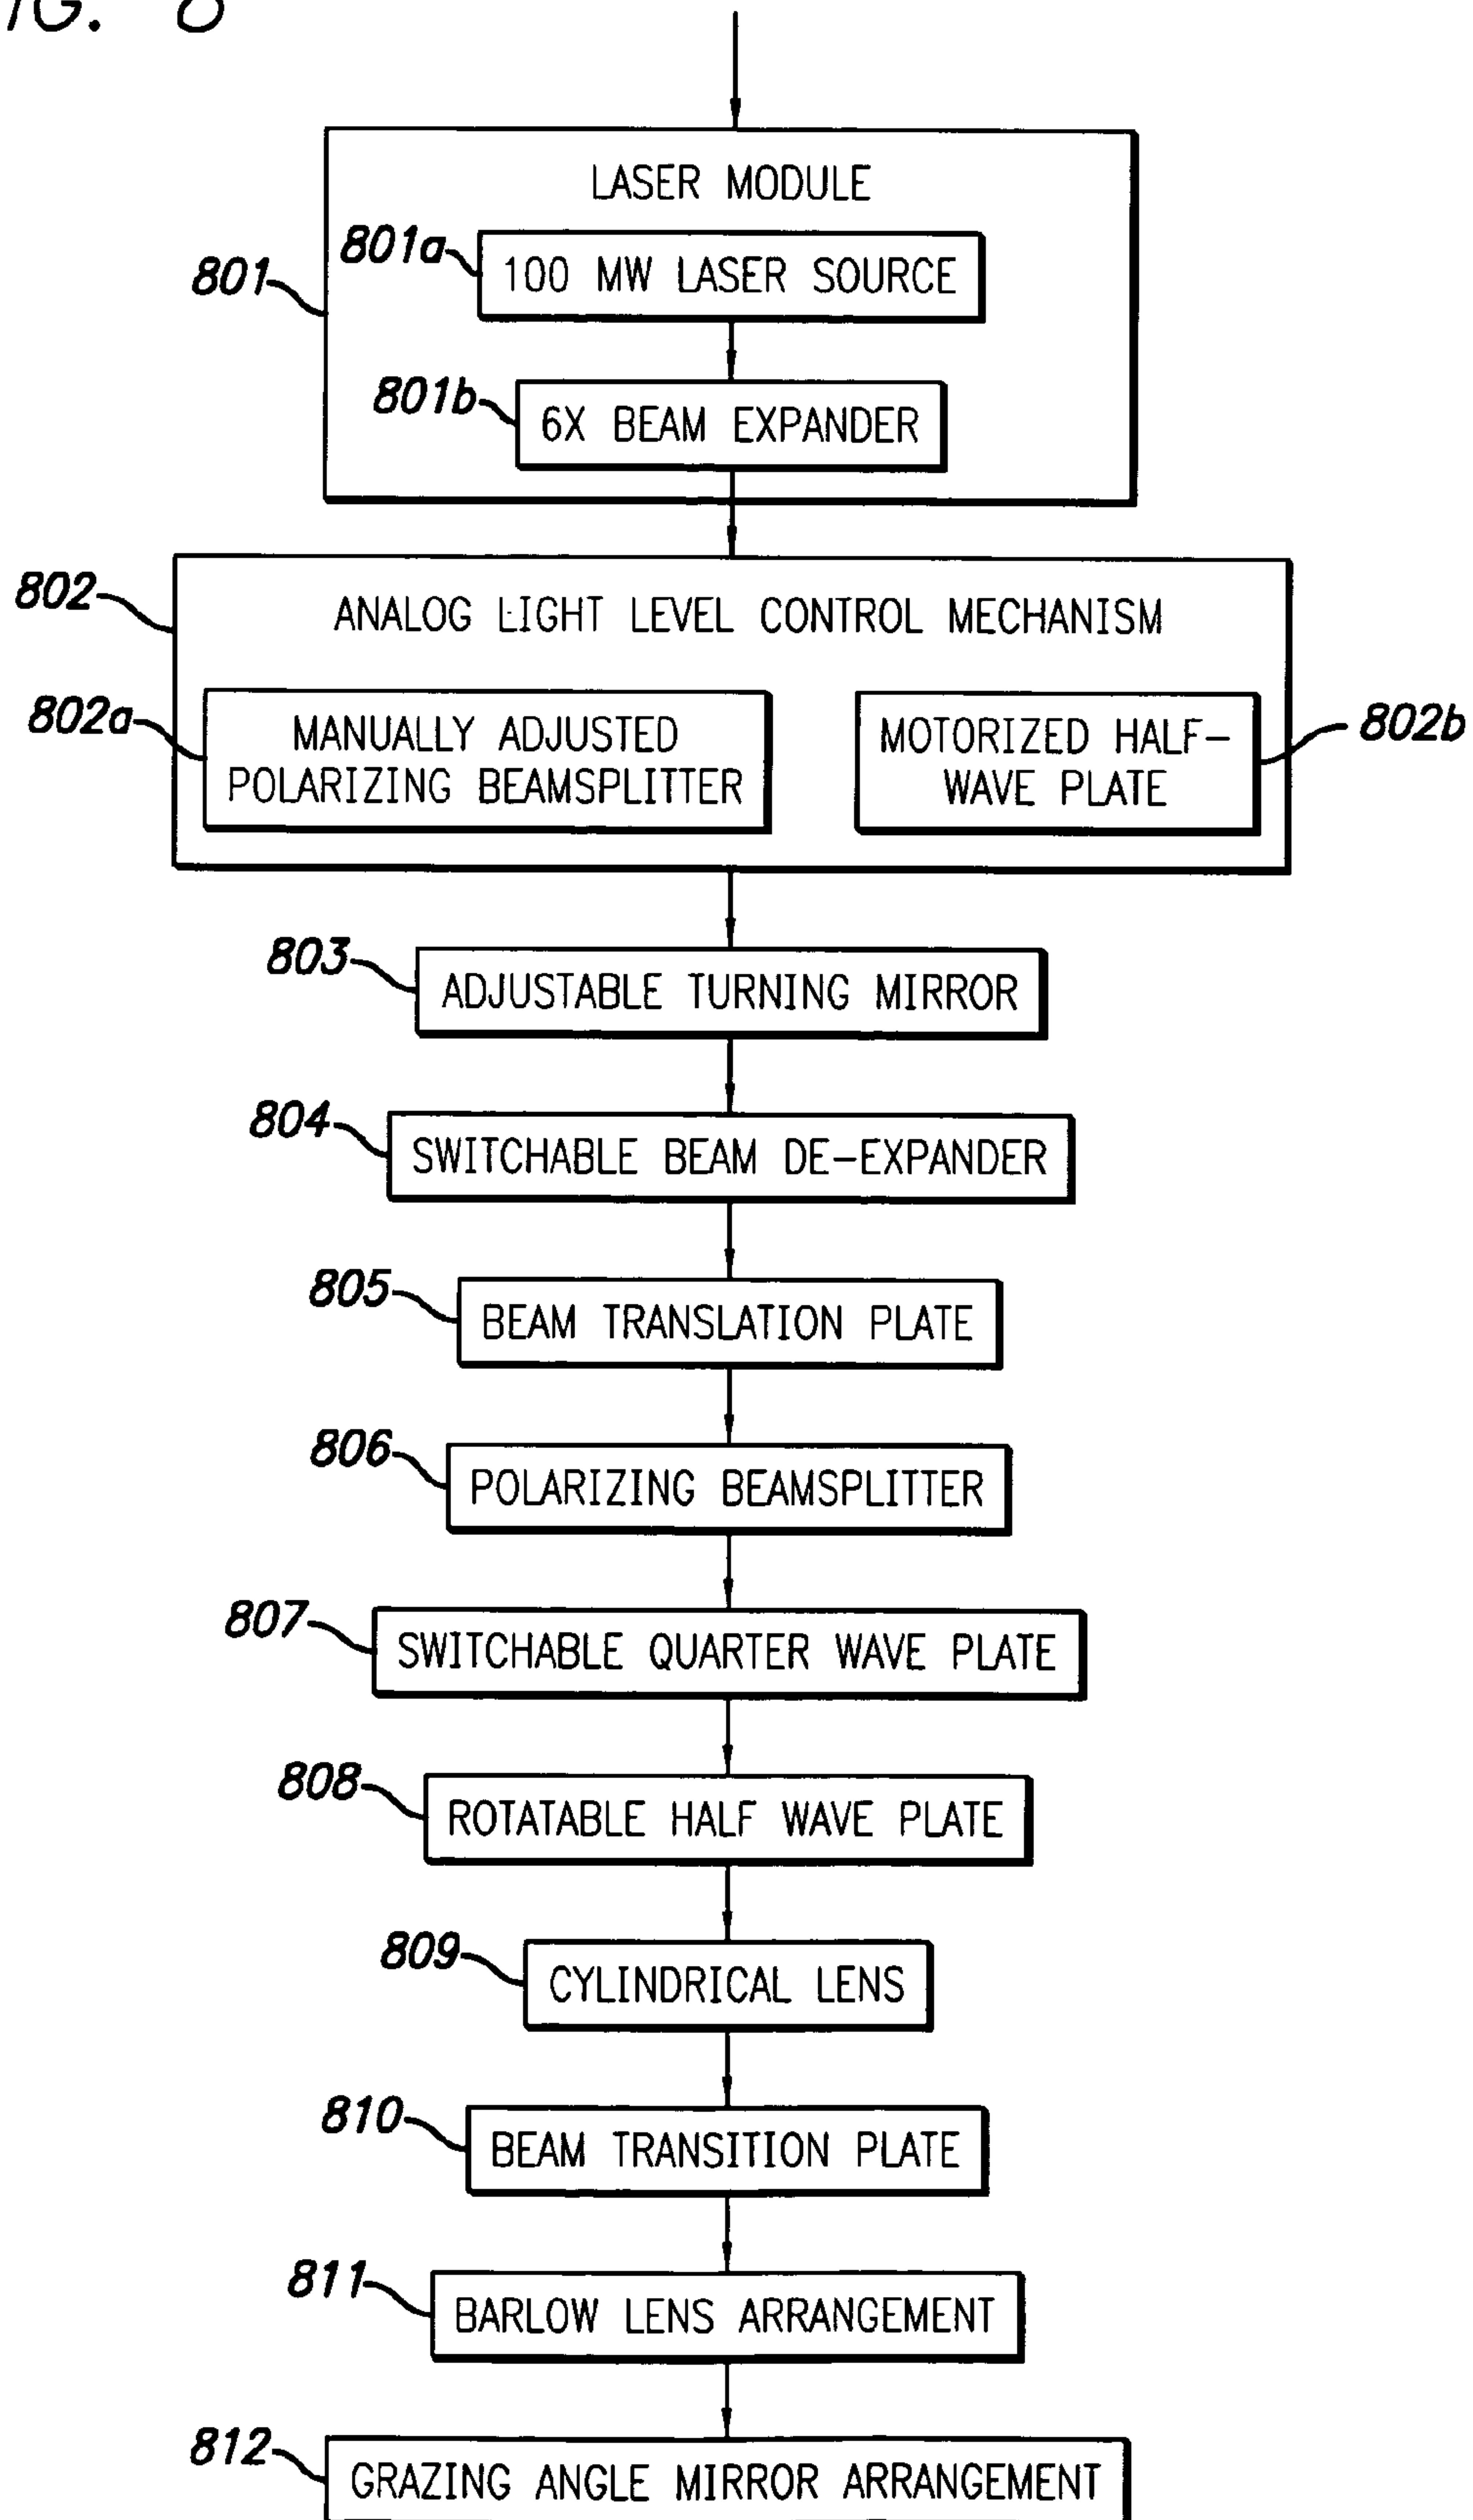 FIG. 8
LASER MODULE
801
801a
100 MW LASER SOURCE
801b
6X BEAM EXPANDER
802
ANALOG LIGHT LEVEL CONTROL MECHANISM
802a
MANUALLY ADJUSTED
POLARIZING BEAMSPLITTER
MOTORIZED HALF-
WAVE PLATE
802b
803
ADJUSTABLE TURNING MIRROR
804
SWITCHABLE BEAM DE-EXPANDER
805
BEAM TRANSLATION PLATE
806
POLARIZING BEAMSPLITTER
807
SWITCHABLE QUARTER WAVE PLATE
808
ROTATABLE HALF WAVE PLATE
809
CYLINDRICAL LENS
810
BEAM TRANSITION PLATE
811
BARLOW LENS ARRANGEMENT
812
GRAZING ANGLE MIRROR ARRANGEMENT